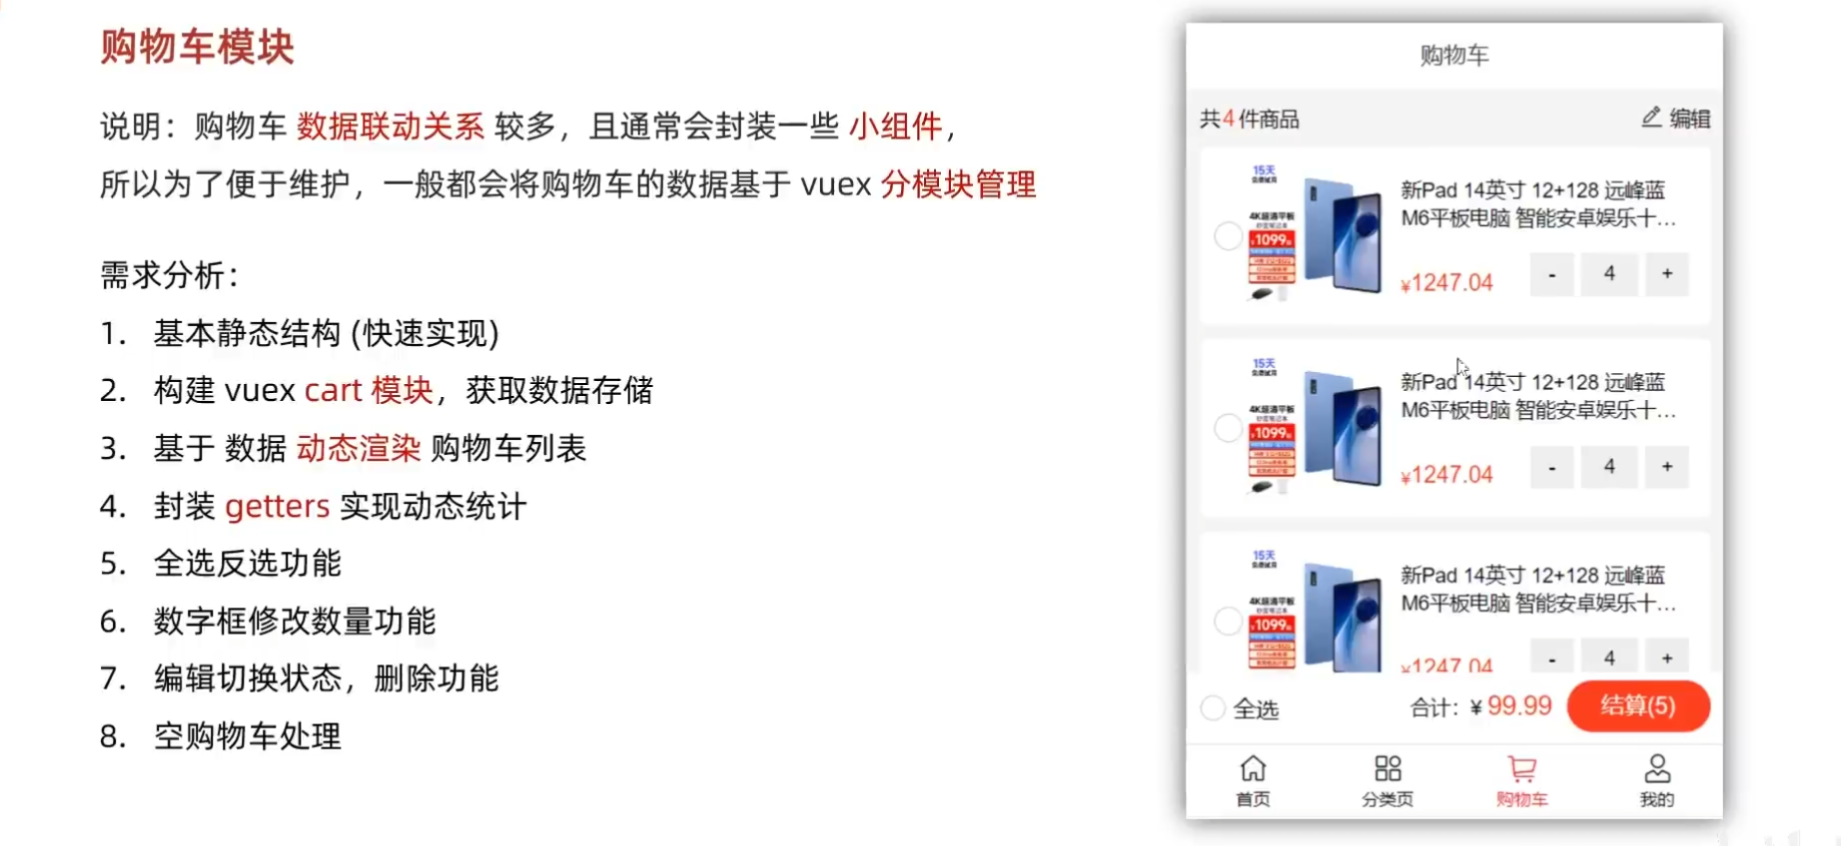 购物车模块
说明：购物车 数据联动关系 较多，且通常会封装一些 小组件，
所以为了便于维护，一般都会将购物车的数据基于 vuex 分模块管理
需求分析：
1. 基本静态结构 (快速实现)
2. 构建 vuex cart 模块，获取数据存储
3. 基于 数据 动态渲染 购物车列表
4. 封装 getters 实现动态统计
5. 全选反选功能
6. 数字框修改数量功能
7. 编辑切换状态，删除功能
8. 空购物车处理
购物车
共4件商品
编辑
15天
4K超清平板
1099
新Pad 14英寸 12+128 远峰蓝
M6平板电脑 智能安卓娱乐十…
¥1247.04
- 4 +
15天
4K超清平板
1099
新Pad 14英寸 12+128 远峰蓝
M6平板电脑 智能安卓娱乐十…
¥1247.04
- 4 +
15天
4K超清平板
1099
新Pad 14英寸 12+128 远峰蓝
M6平板电脑 智能安卓娱乐十…
¥1247.04
- 4 +
全选
合计：¥ 99.99
结算(5)
首页
分类页
购物车
我的